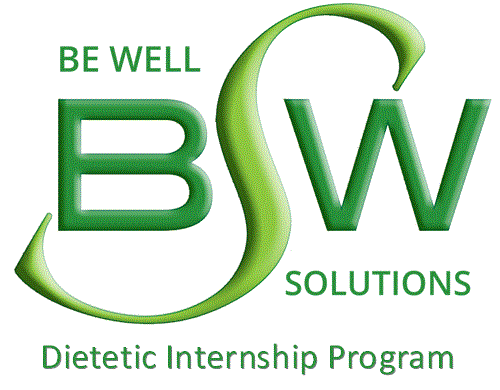 BE WELL
BSW
SOLUTIONS
Dietetic Internship Program